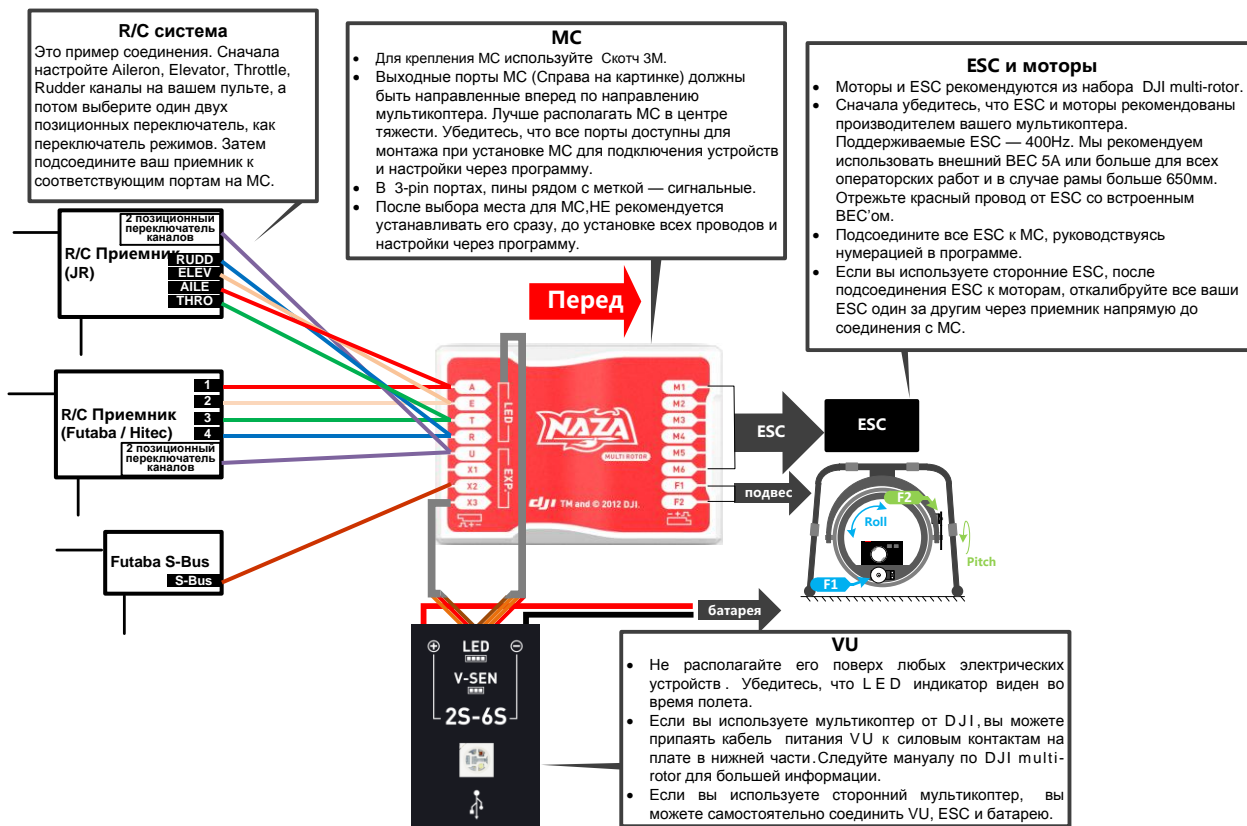 R/C система
Это пример соединения. Сначала
настройте Aileron, Elevator, Throttle,
Rudder каналы на вашем пульте, а
потом выберите один двух
позиционных переключатель, как
переключатель режимов. Затем
подсоедините ваш приемник к
соответствующим портам на МС.
МС
• Для крепления МС используйте Скотч 3М.
• Выходные порты МС (Справа на картинке) должны
быть направленные вперед по направлению
мультикоптера. Лучше располагать МС в центре
тяжести. Убедитесь, что все порты доступны для
монтажа при установке МС для подключения устройств
и настройки через программу.
• В 3-pin портах, пины рядом с меткой — сигнальные.
• После выбора места для МС,НЕ рекомендуется
устанавливать его сразу, до установке всех проводов и
настройки через программу.
ESC и моторы
• Моторы и ESC рекомендуются из набора DJI multi-rotor.
• Сначала убедитесь, что ESC и моторы рекомендованы
производителем вашего мультикоптера.
Поддерживаемые ESC — 400Hz. Мы рекомендуем
использовать внешний BEC 5А или больше для всех
операторских работ и в случае рамы больше 650мм.
Отрежьте красный провод от ESC со встроенным
BEC'ом.
• Подсоедините все ESC к МС, руководствуясь
нумерацией в программе.
• Если вы используете сторонние ESC, после
подсоединения ESC к моторам, откалибруйте все ваши
ESC один за другим через приемник напрямую до
соединения с МС.
2 позиционный
переключатель
каналов
R/C Приемник
(JR)
RUDD
ELEV
AILE
THRO
Перед
R/C Приемник
(Futaba / Hitec)
1
2
3
4
2 позиционный
переключатель
каналов
Futaba S-Bus
S-Bus
A
E
T
R
U
X1
X2
X3
LED
EXP
NAZA
MULTI ROTOR
dji TM and © 2012 DJI.
M1
M2
M3
M4
M5
M6
F1
F2
ESC
ESC
подвес
F2
Roll
Pitch
F1
батарея
LED
V-SEN
2S-6S
VU
• Не располагайте его поверх любых электрических
устройств . Убедитесь, что LED индикатор виден во
время полета.
• Если вы используете мультикоптер от DJI,вы можете
припаять кабель питания VU к силовым контактам на
плате в нижней части.Следуйте мануалу по DJI multi-
rotor для большей информации.
• Если вы используете сторонний мультикоптер, вы
можете самостоятельно соединить VU, ESC и батарею.